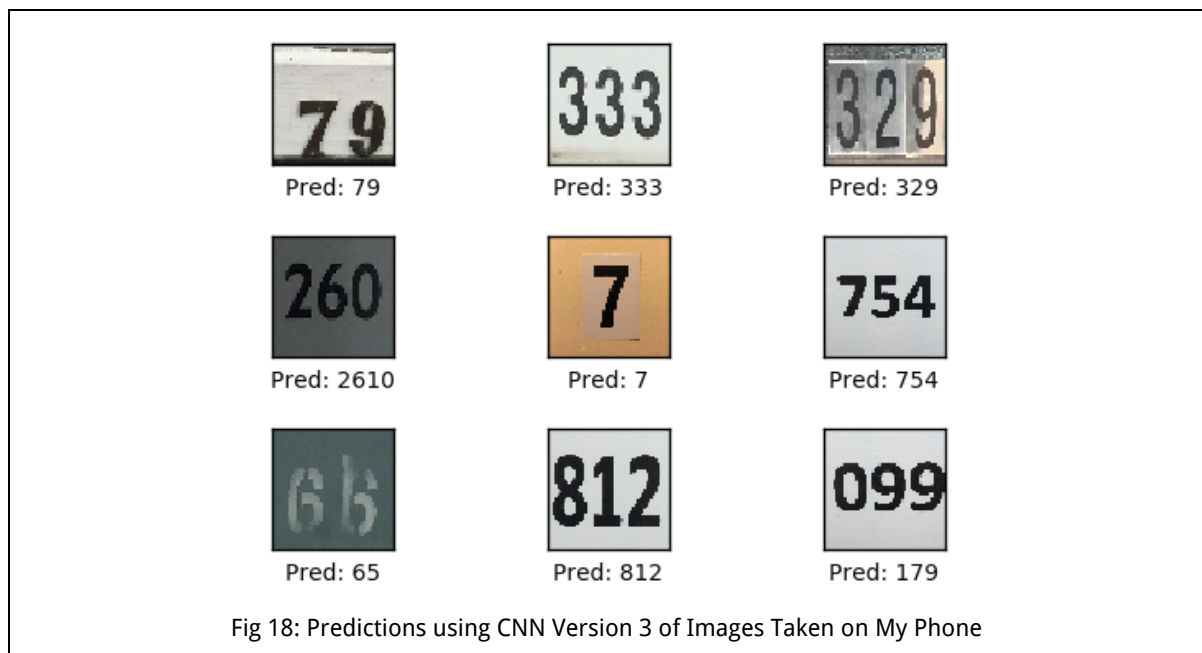 79 333 329
Pred: 79 Pred: 333 Pred: 329
260 7 754
Pred: 2610 Pred: 7 Pred: 754
66 812 099
Pred: 65 Pred: 812 Pred: 179
Fig 18: Predictions using CNN Version 3 of Images Taken on My Phone